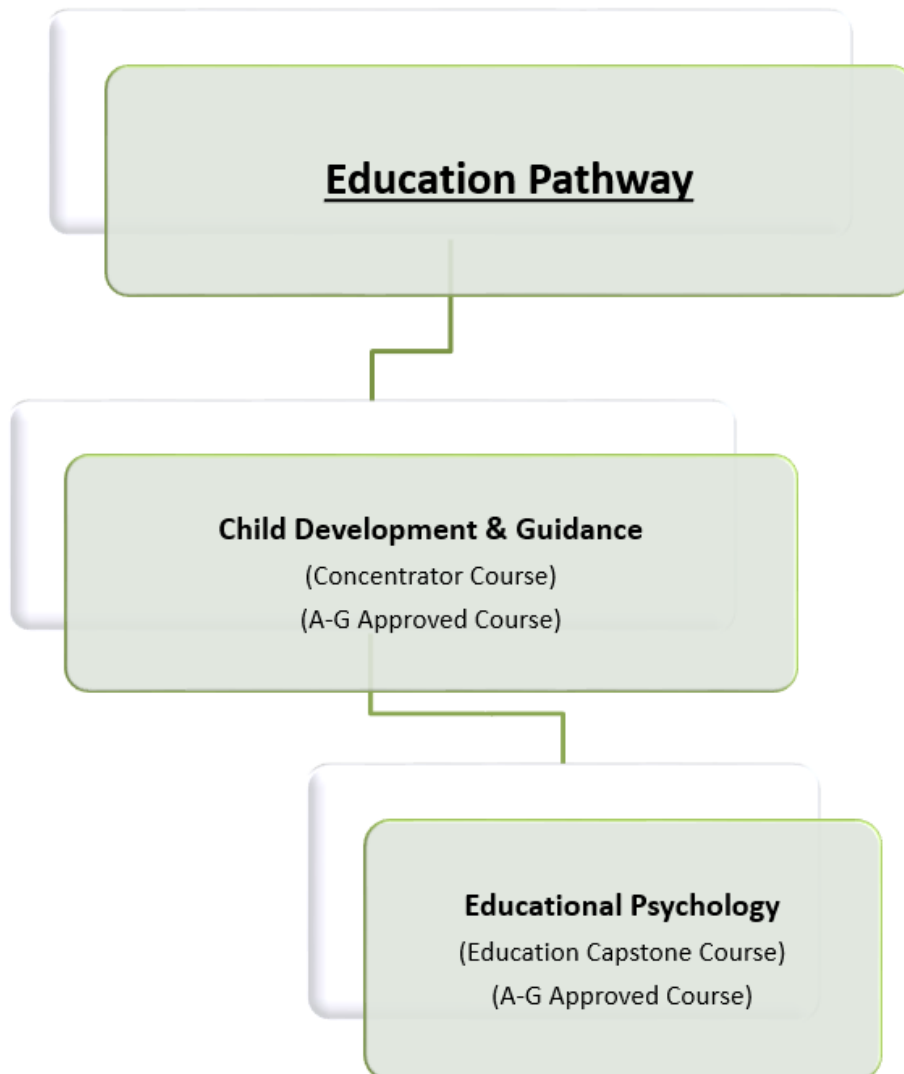 Education Pathway
Child Development & Guidance
(Concentrator Course)
(A-G Approved Course)
Educational Psychology
(Education Capstone Course)
(A-G Approved Course)